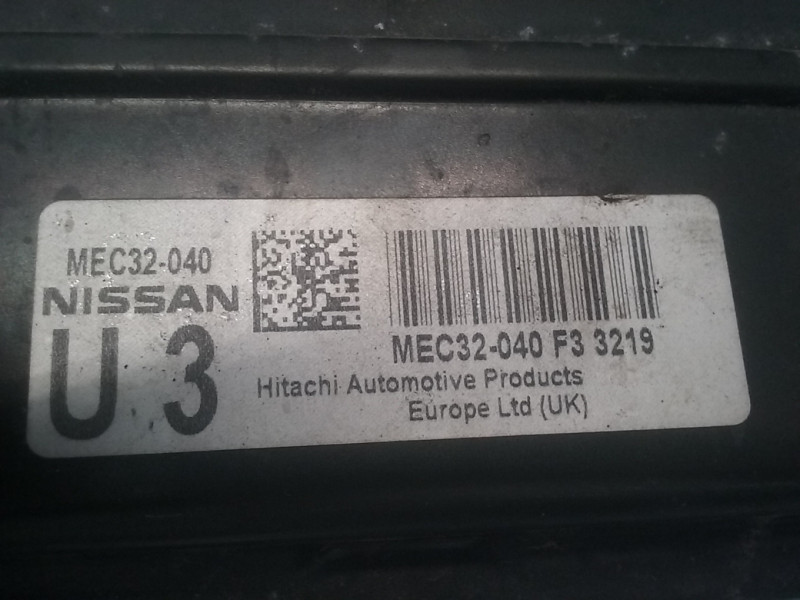 MEC32-040
NISSAN
U 3
MEC32-040 F3 3219
Hitachi Automotive Products
Europe Ltd (UK)